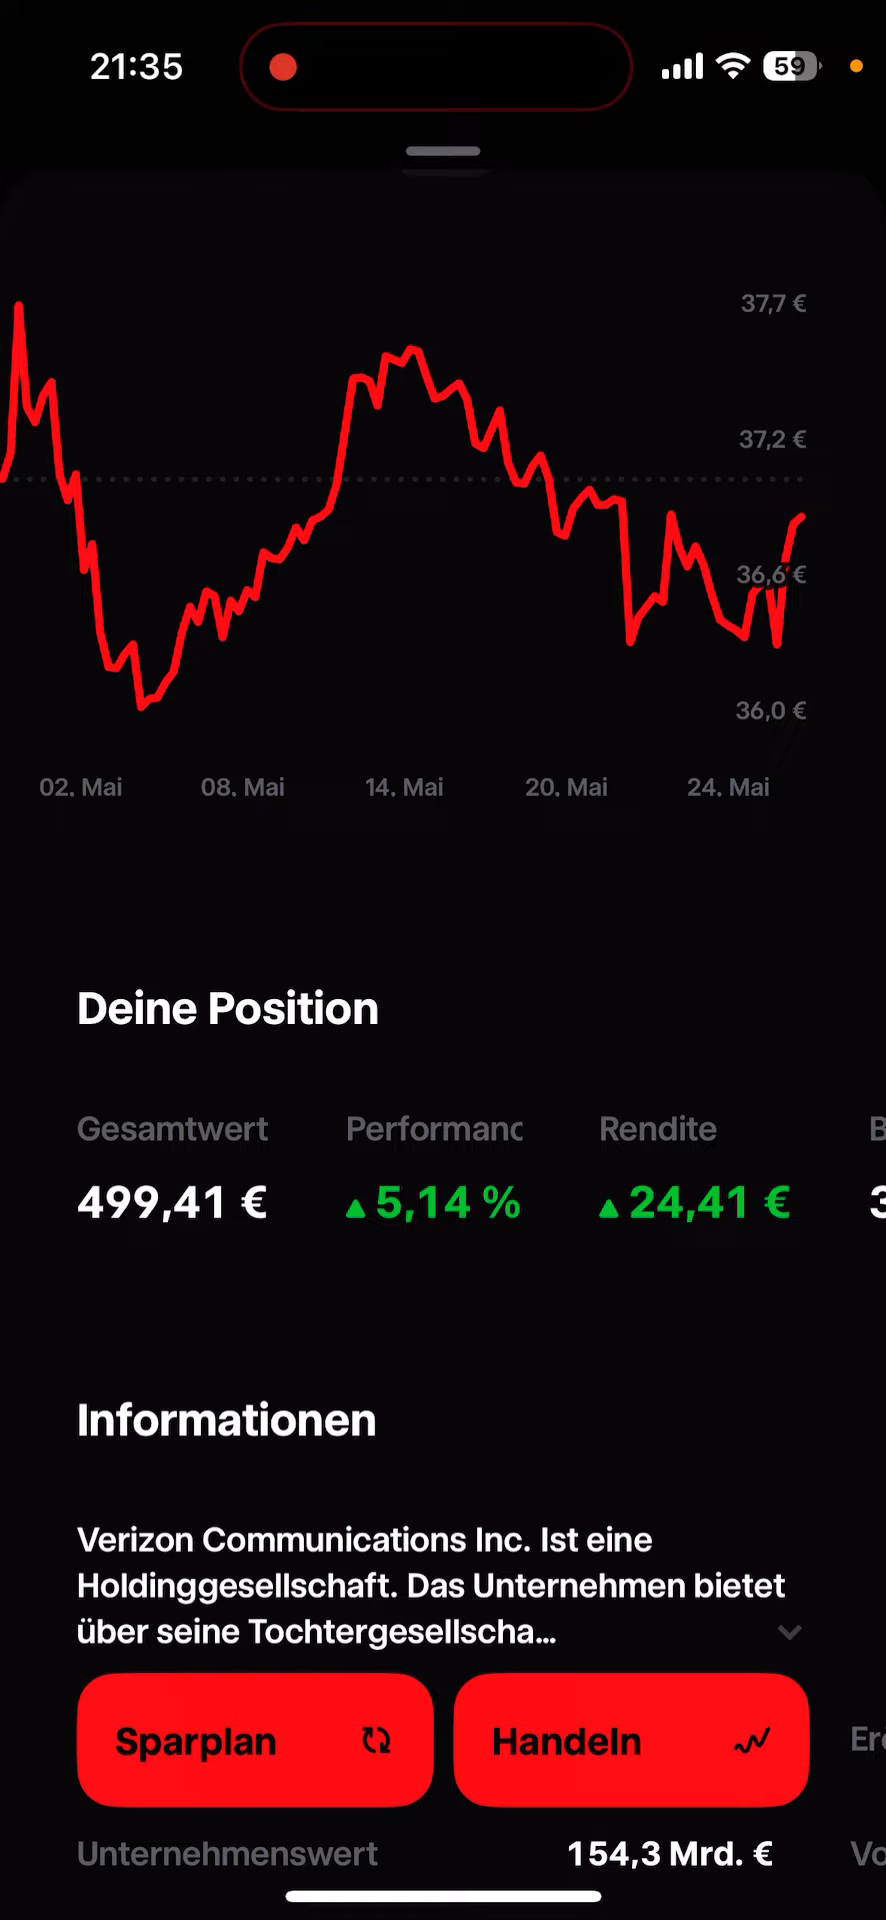 21:35
59
37,7 €
37,2 €
36,6 €
36,0 €
02. Mai 08. Mai 14. Mai 20. Mai 24. Mai
Deine Position
Gesamtwert Performanc Rendite B
499,41 € ▲5,14 % ▲24,41 € 3
Informationen
Verizon Communications Inc. Ist eine
Holdinggesellschaft. Das Unternehmen bietet
über seine Tochtergesellscha...
Sparplan Handeln
Unternehmenswert 154,3 Mrd. € Vo